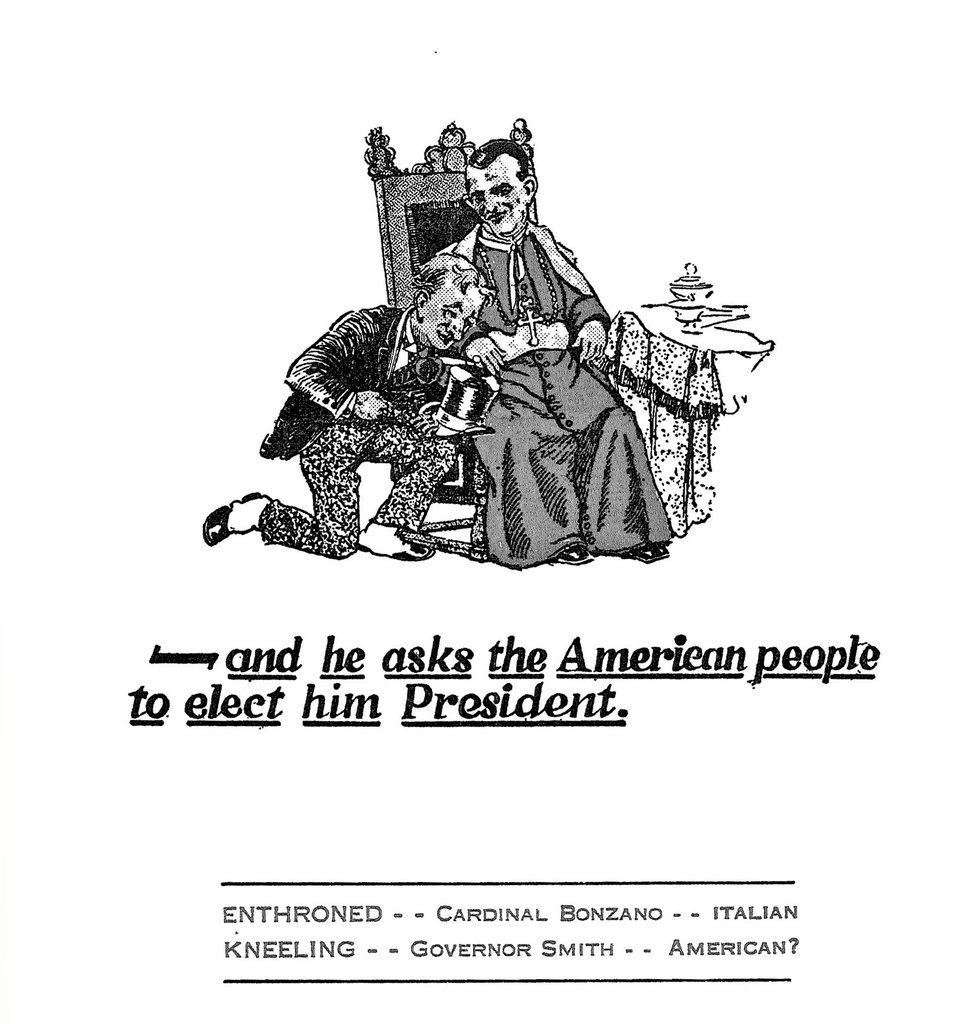 — and he asks the American people
to elect him President.
ENTHRONED - - CARDINAL BONZANO - - ITALIAN
KNEELING - - GOVERNOR SMITH - - AMERICAN?